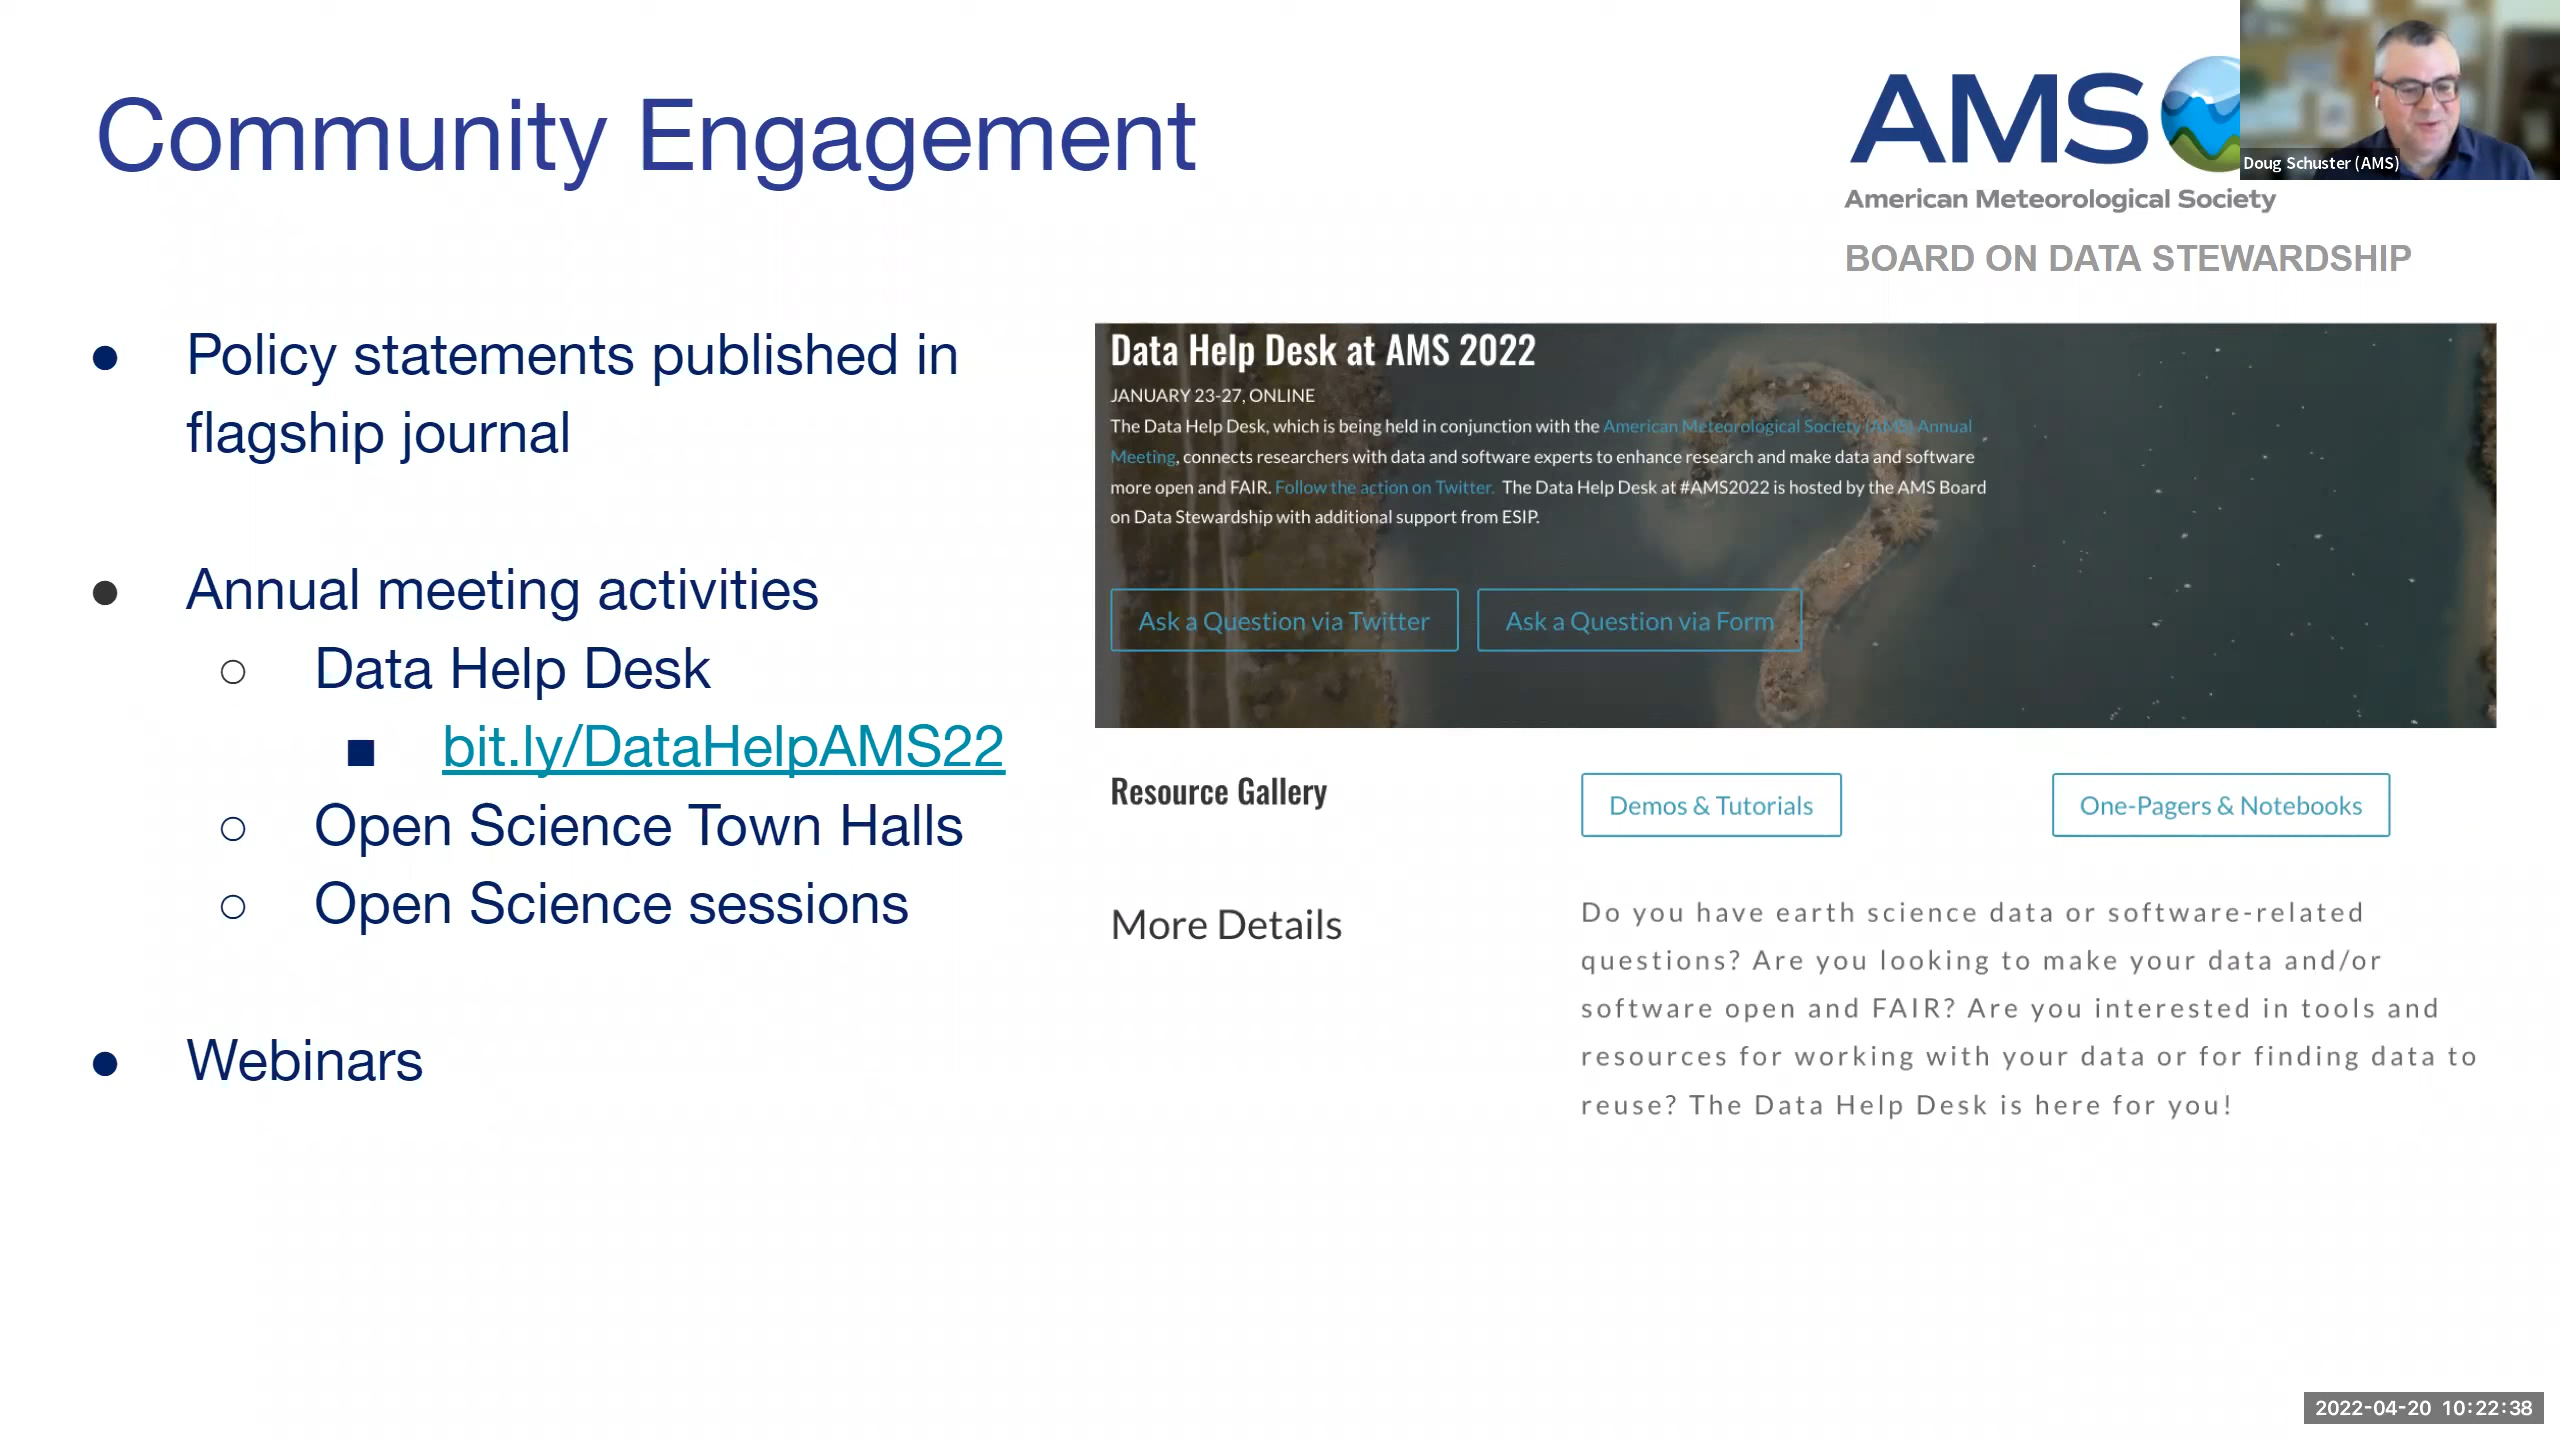 Community Engagement
AMS
Doug Schuster (AMS)
American Meteorological Society
BOARD ON DATA STEWARDSHIP
Policy statements published in
flagship journal
Annual meeting activities
Data Help Desk
bit.ly/DataHelpAMS22
Open Science Town Halls
Open Science sessions
Webinars
Data Help Desk at AMS 2022
JANUARY 23-27, ONLINE
The Data Help Desk, which is being held in conjunction with the American Meteorological Society (AMS) Annual
Meeting, connects researchers with data and software experts to enhance research and make data and software
more open and FAIR. Follow the action on Twitter. The Data Help Desk at #AMS2022 is hosted by the AMS Board
on Data Stewardship with additional support from ESIP.
Ask a Question via Twitter
Ask a Question via Form
Resource Gallery
Demos & Tutorials
One-Pagers & Notebooks
More Details
Do you have earth science data or software-related
questions? Are you looking to make your data and/or
software open and FAIR? Are you interested in tools and
resources for working with your data or for finding data to
reuse? The Data Help Desk is here for you!
2022-04-20 10:22:38